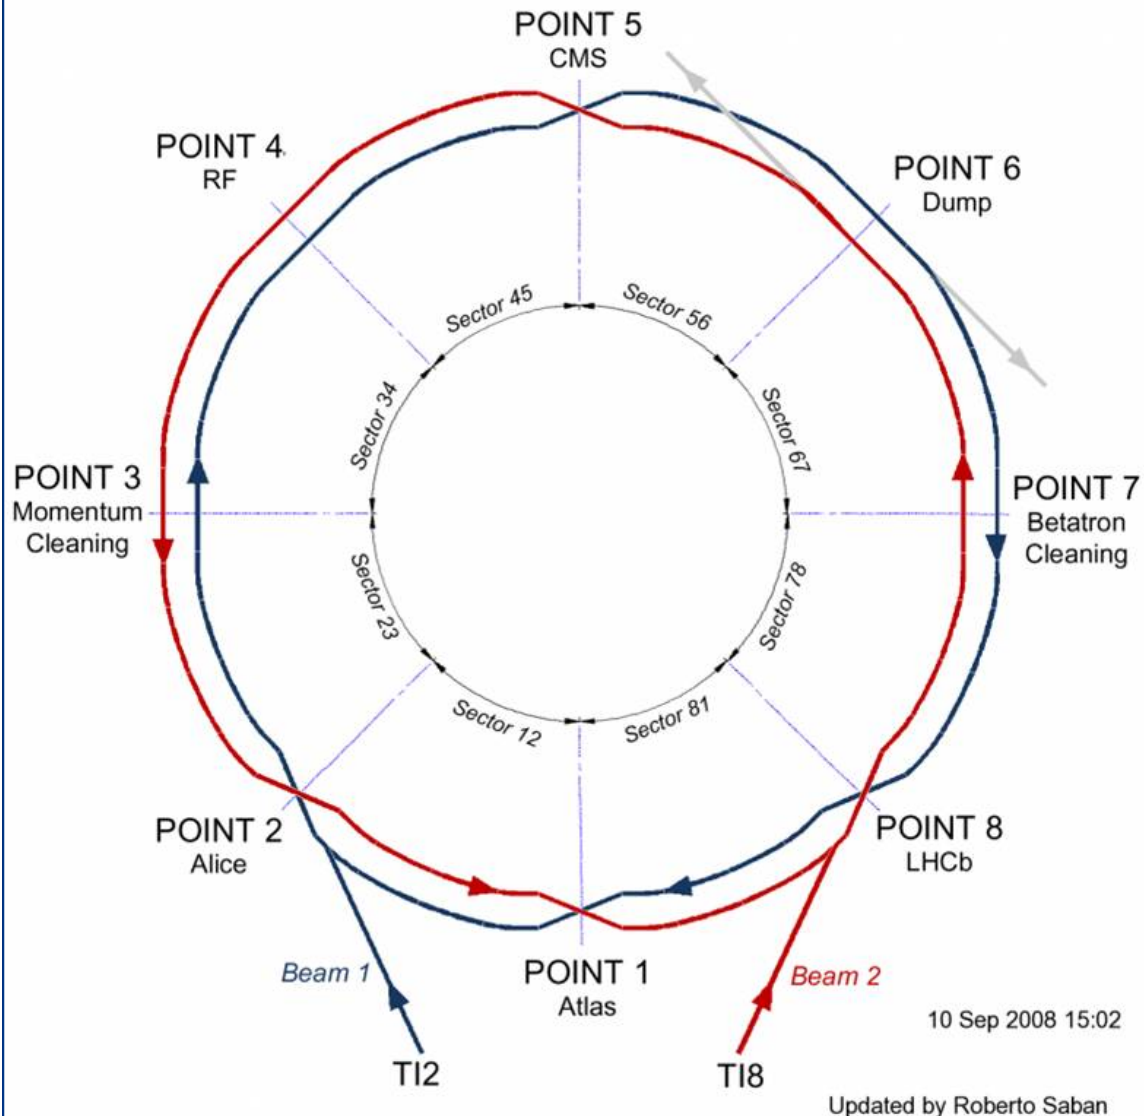 POINT 5
CMS
POINT 4
RF
POINT 6
Dump
Sector 45
Sector 56
Sector 34
Sector 67
POINT 3
Momentum
Cleaning
POINT 7
Betatron
Cleaning
Sector 23
Sector 78
Sector 12
Sector 81
POINT 2
Alice
POINT 8
LHCb
POINT 1
Atlas
Beam 1
Beam 2
10 Sep 2008 15:02
TI2
TI8
Updated by Roberto Saban